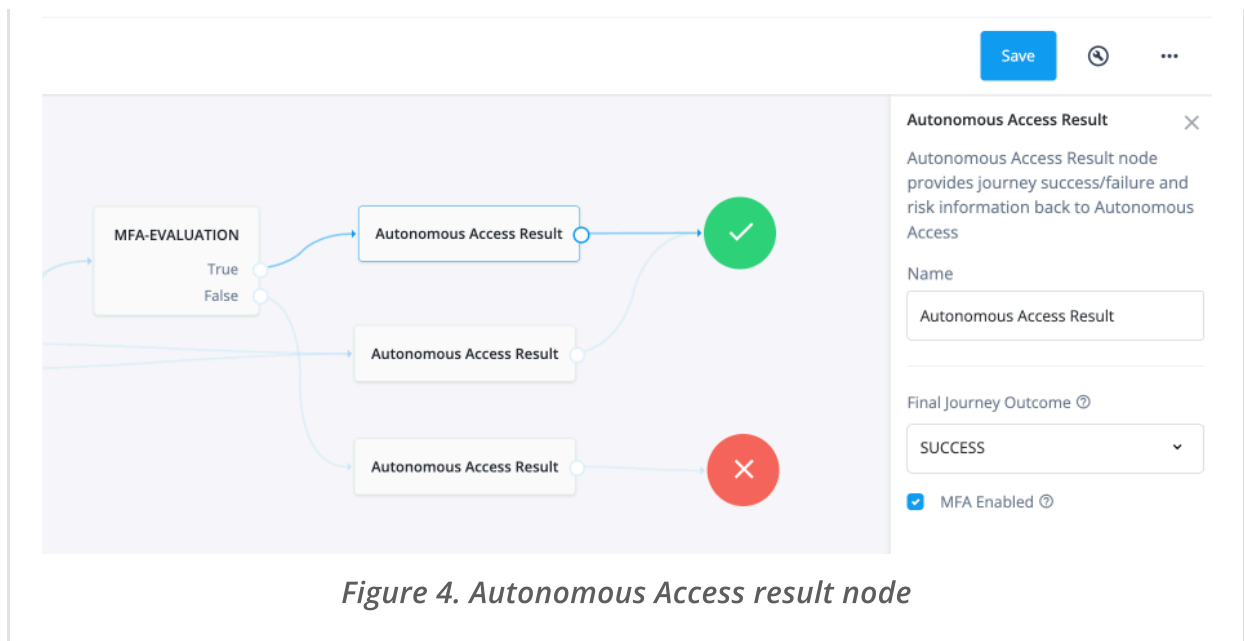 Save
MFA-EVALUATION
True
False
Autonomous Access Result
Autonomous Access Result
Autonomous Access Result
Autonomous Access Result
Autonomous Access Result node
provides journey success/failure and
risk information back to Autonomous
Access
Name
Autonomous Access Result
Final Journey Outcome
SUCCESS
MFA Enabled
Figure 4. Autonomous Access result node